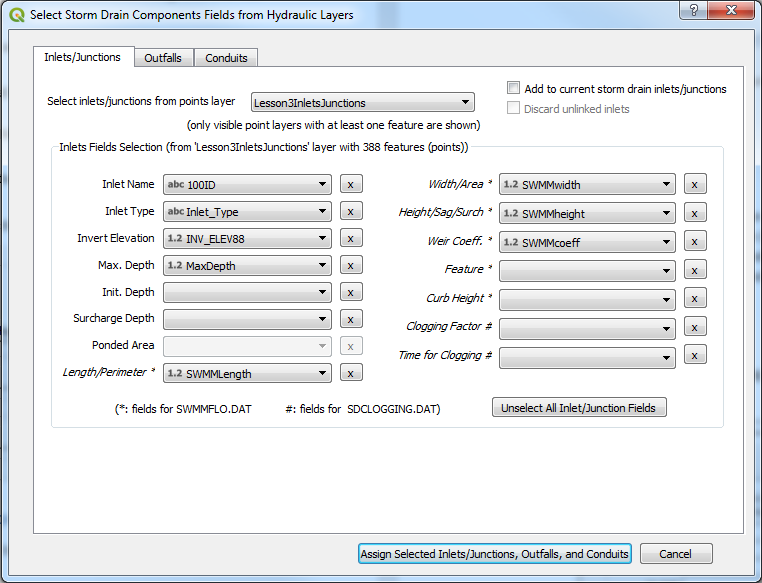 Select Storm Drain Components Fields from Hydraulic Layers
?
X
Inlets/Junctions
Outfalls
Conduits
Select inlets/junctions from points layer
Lesson3InletsJunctions
(only visible point layers with at least one feature are shown)
Add to current storm drain inlets/junctions
Discard unlinked inlets
Inlets Fields Selection (from 'Lesson3InletsJunctions' layer with 388 features (points))
Inlet Name abc 100ID x
Inlet Type abc Inlet_Type x
Invert Elevation 1.2 INV_ELEV88 x
Max. Depth 1.2 MaxDepth x
Init. Depth x
Surcharge Depth x
Ponded Area x
Length/Perimeter * 1.2 SWMMLength x
Width/Area * 1.2 SWMMwidth x
Height/Sag/Surch * 1.2 SWMMheight x
Weir Coeff. * 1.2 SWMMcoeff x
Feature * x
Curb Height * x
Clogging Factor # x
Time for Clogging # x
(*: fields for SWMMFLO.DAT #: fields for SDCLOGGING.DAT)
Unselect All Inlet/Junction Fields
Assign Selected Inlets/Junctions, Outfalls, and Conduits
Cancel